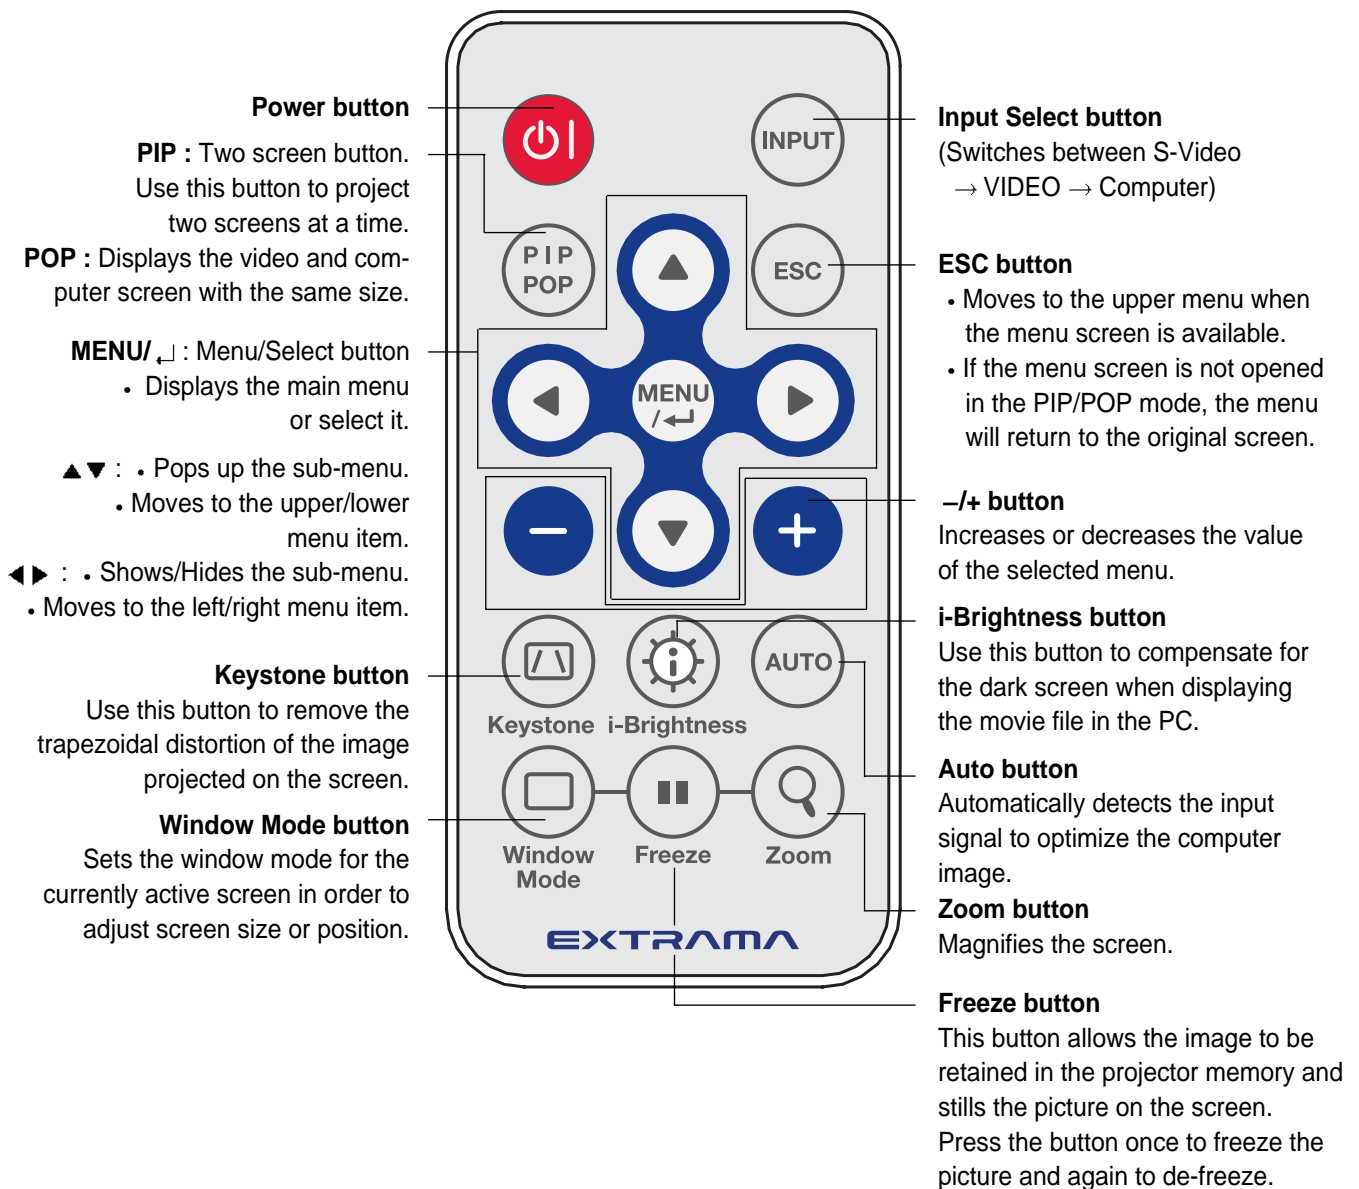 Power button
PIP : Two screen button.
Use this button to project
two screens at a time.
POP : Displays the video and com-
puter screen with the same size.
MENU/ ↵ : Menu/Select button
• Displays the main menu
or select it.
▲▼ : • Pops up the sub-menu.
• Moves to the upper/lower
menu item.
◀▶ : • Shows/Hides the sub-menu.
• Moves to the left/right menu item.
Keystone button
Use this button to remove the
trapezoidal distortion of the image
projected on the screen.
Window Mode button
Sets the window mode for the
currently active screen in order to
adjust screen size or position.
INPUT
PIP
POP
ESC
MENU
/↵
AUTO
Keystone
i-Brightness
Window
Mode
Freeze
Zoom
EXTRAMA
Input Select button
(Switches between S-Video
→ VIDEO → Computer)
ESC button
• Moves to the upper menu when
the menu screen is available.
• If the menu screen is not opened
in the PIP/POP mode, the menu
will return to the original screen.
–/+ button
Increases or decreases the value
of the selected menu.
i-Brightness button
Use this button to compensate for
the dark screen when displaying
the movie file in the PC.
Auto button
Automatically detects the input
signal to optimize the computer
image.
Zoom button
Magnifies the screen.
Freeze button
This button allows the image to be
retained in the projector memory and
stills the picture on the screen.
Press the button once to freeze the
picture and again to de-freeze.